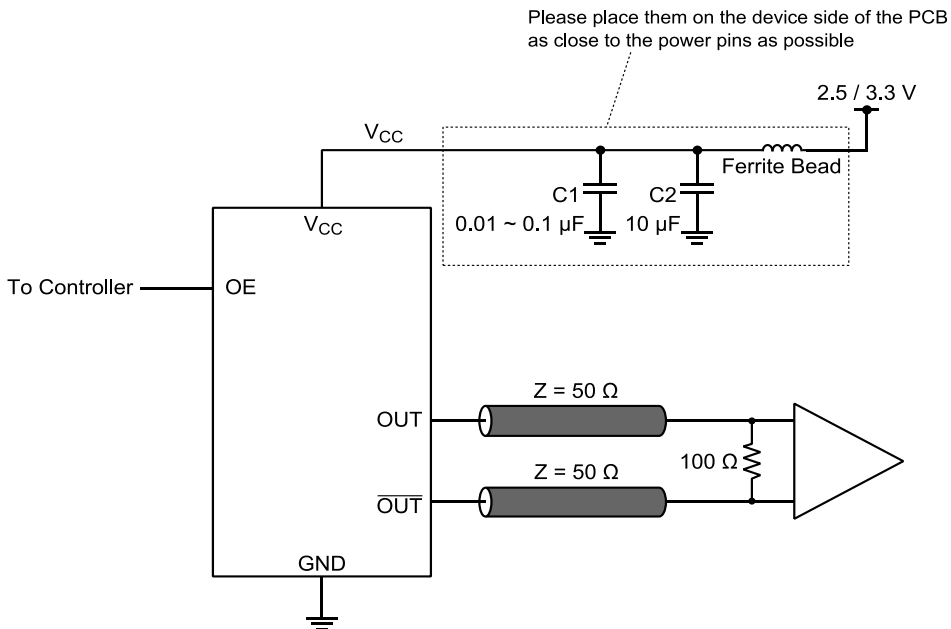 Please place them on the device side of the PCB
as close to the power pins as possible
2.5 / 3.3 V
VCC
Ferrite Bead
C1
C2
0.01 ~ 0.1 µF
10 µF
VCC
To Controller
OE
Z = 50 Ω
OUT
100 Ω
Z = 50 Ω
OUT
GND